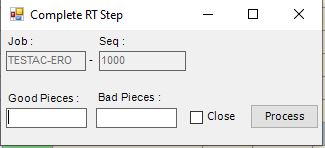 Complete RT Step
Job : Seq :
TESTAC-ERO - 1000
Good Pieces : Bad Pieces :
Close Process